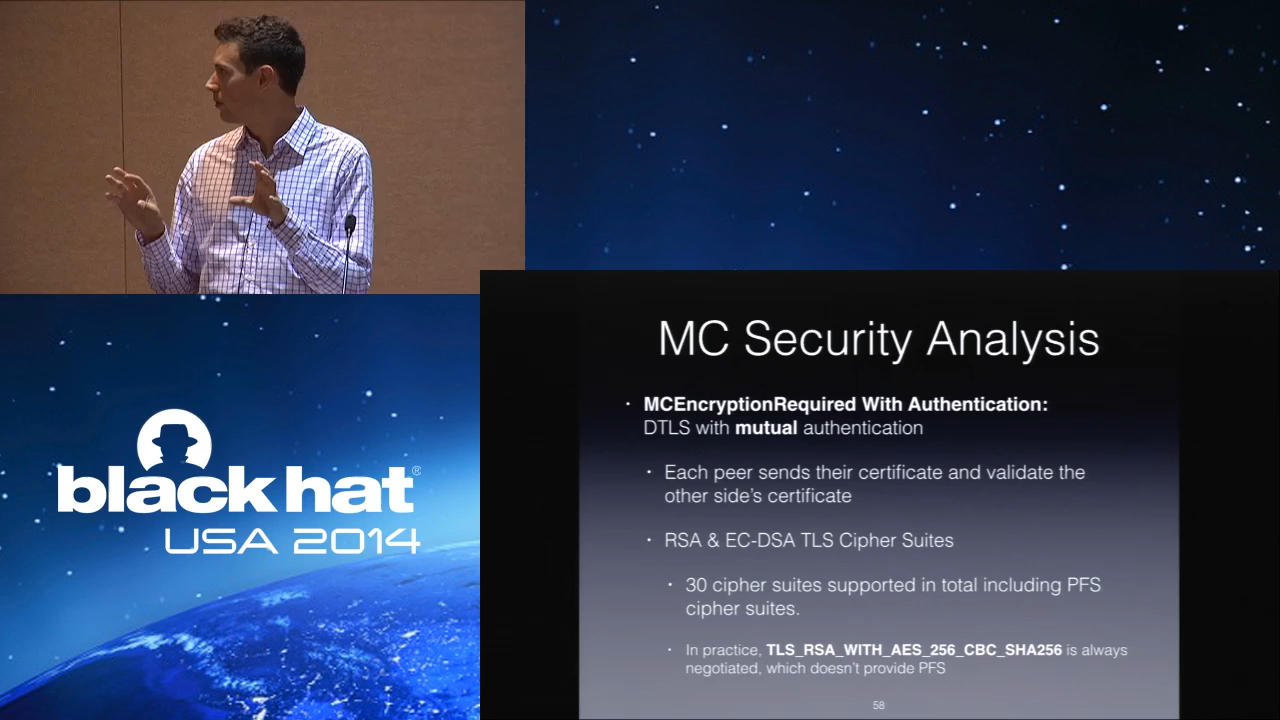 black hat®
USA 2014
MC Security Analysis
· MCEncryptionRequired With Authentication:
DTLS with mutual authentication
· Each peer sends their certificate and validate the
other side's certificate
· RSA & EC-DSA TLS Cipher Suites
· 30 cipher suites supported in total including PFS
cipher suites.
· In practice, TLS_RSA_WITH_AES_256_CBC_SHA256 is always
negotiated, which doesn't provide PFS
58